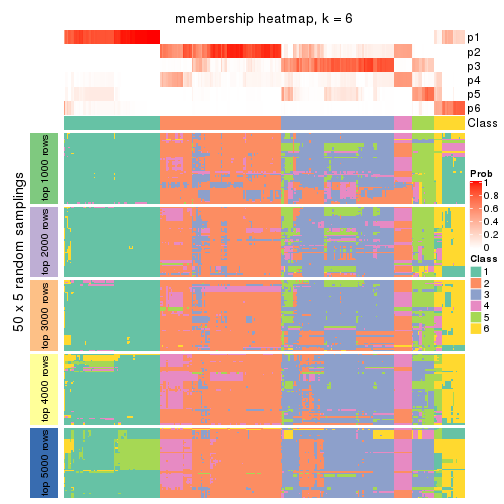 membership heatmap, k = 6
p1
p2
p3
p4
p5
p6
Class
50 x 5 random samplings
top 1000 rows
top 2000 rows
top 3000 rows
top 4000 rows
top 5000 rows
Prob
1
0.8
0.6
0.4
0.2
0
Class
1
2
3
4
5
6